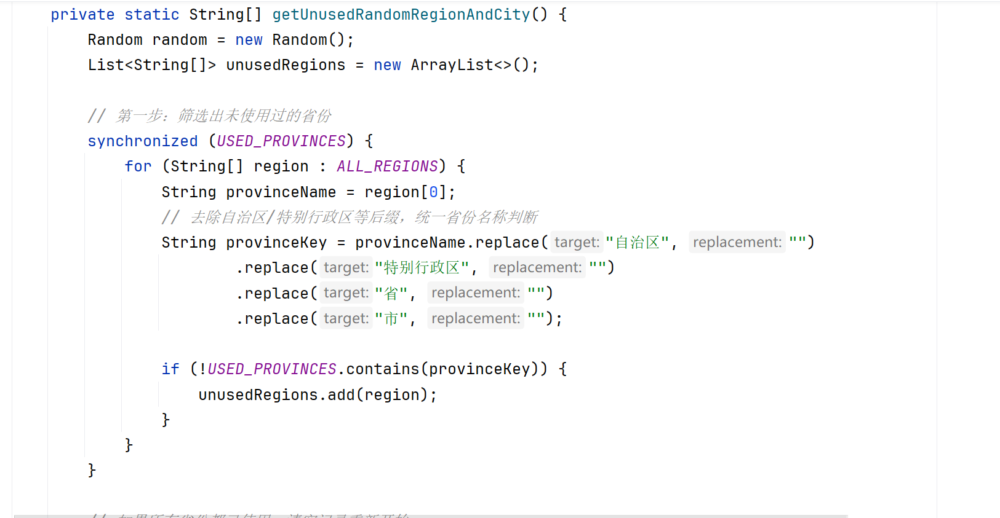 private static String[] getUnusedRandomRegionAndCity() {
Random random = new Random();
List<String[]> unusedRegions = new ArrayList<>();
// 第一步：筛选出未使用过的省份
synchronized (USED_PROVINCES) {
for (String[] region : ALL_REGIONS) {
String provinceName = region[0];
// 去除自治区/特别行政区等后缀，统一省份名称判断
String provinceKey = provinceName.replace( target: "自治区", replacement: "")
.replace( target: "特别行政区", replacement: "")
.replace( target: "省", replacement: "")
.replace( target: "市", replacement: "");
if (!USED_PROVINCES.contains(provinceKey)) {
unusedRegions.add(region);
}
}
}